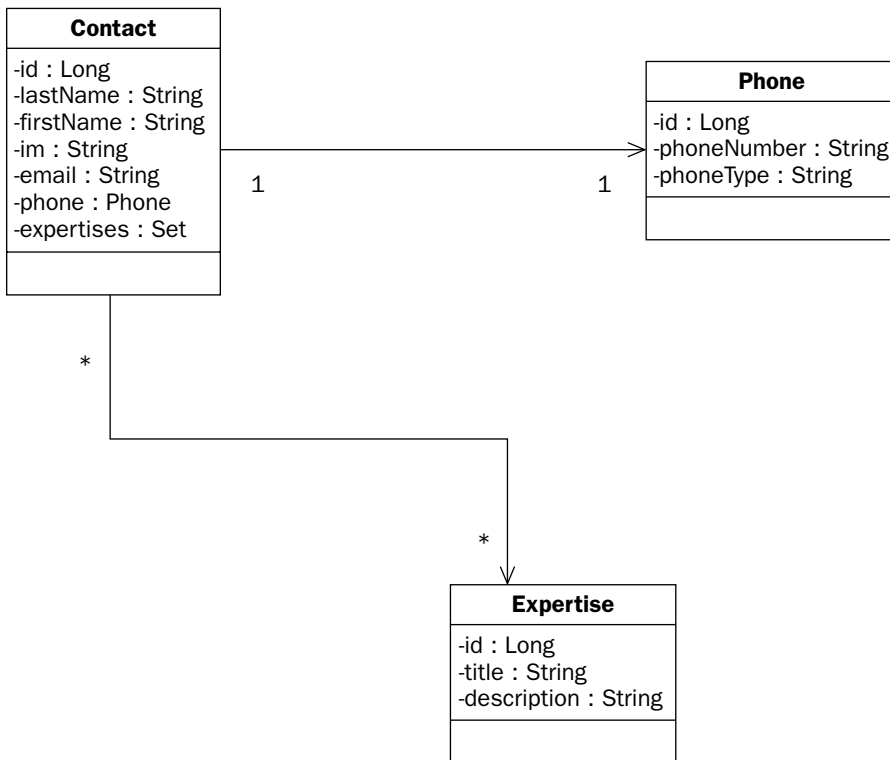 Contact
-id : Long
-lastName : String
-firstName : String
-im : String
-email : String
-phone : Phone
-expertises : Set
Phone
-id : Long
-phoneNumber : String
-phoneType : String
1
1
*
*
Expertise
-id : Long
-title : String
-description : String